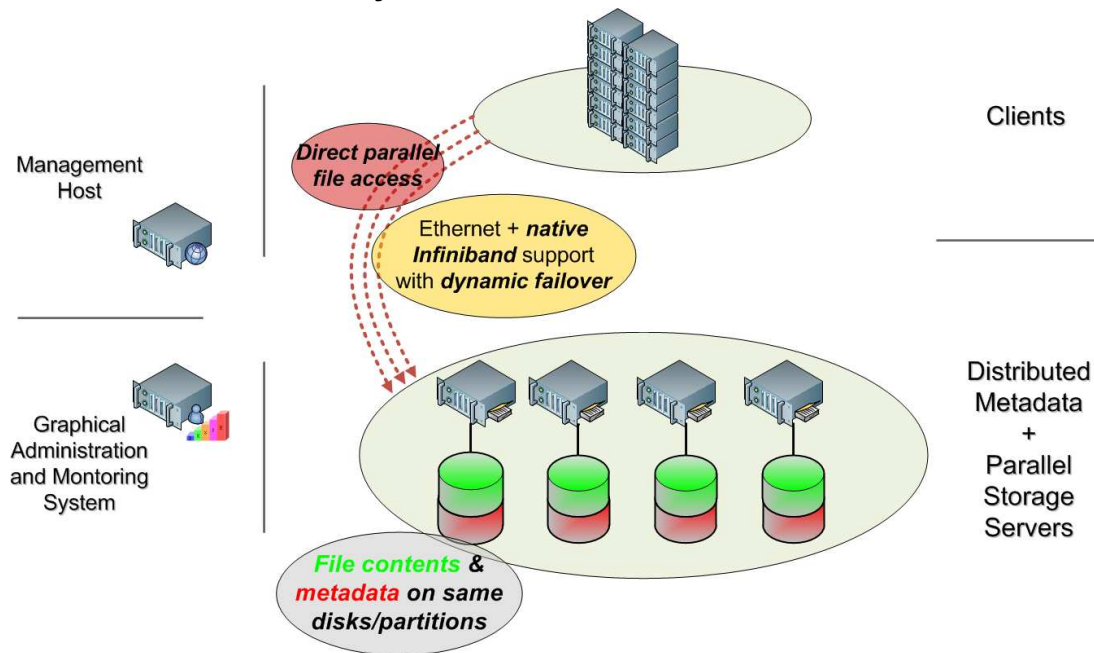 Clients
Direct parallel
file access
Management
Host
Ethernet + native
Infiniband support
with dynamic failover
Graphical
Administration
and Montoring
System
Distributed
Metadata
+
Parallel
Storage
Servers
File contents &
metadata on same
disks/partitions